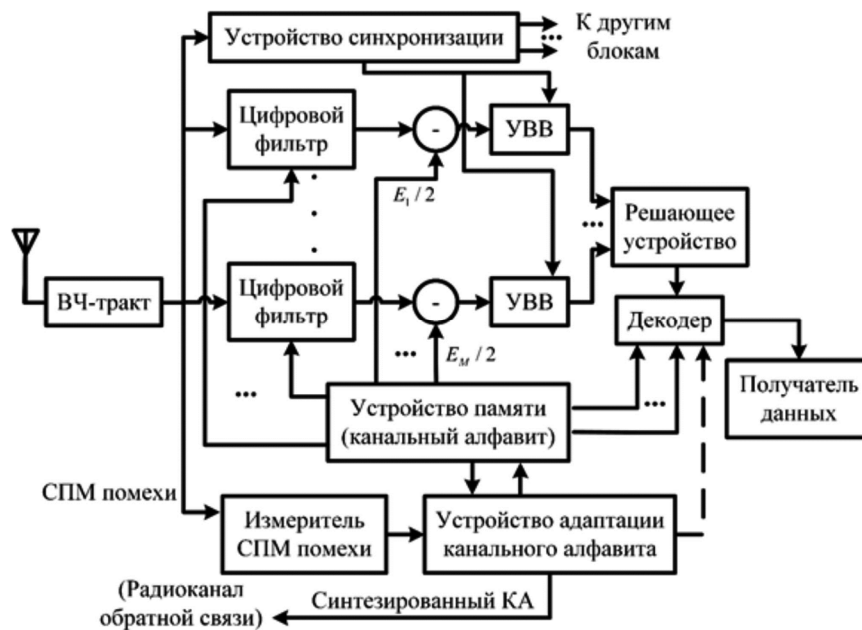 Устройство синхронизации
К другим
блокам
...
Цифровой
фильтр
-
УВВ
E₁ / 2
...
Решающее
устройство
ВЧ-тракт
Цифровой
фильтр
-
УВВ
Декодер
...
E_M / 2
...
Устройство памяти
(канальный алфавит)
...
Получатель
данных
СПМ помехи
Измеритель
СПМ помехи
Устройство адаптации
канального алфавита
(Радиоканал
обратной связи)
Синтезированный КА